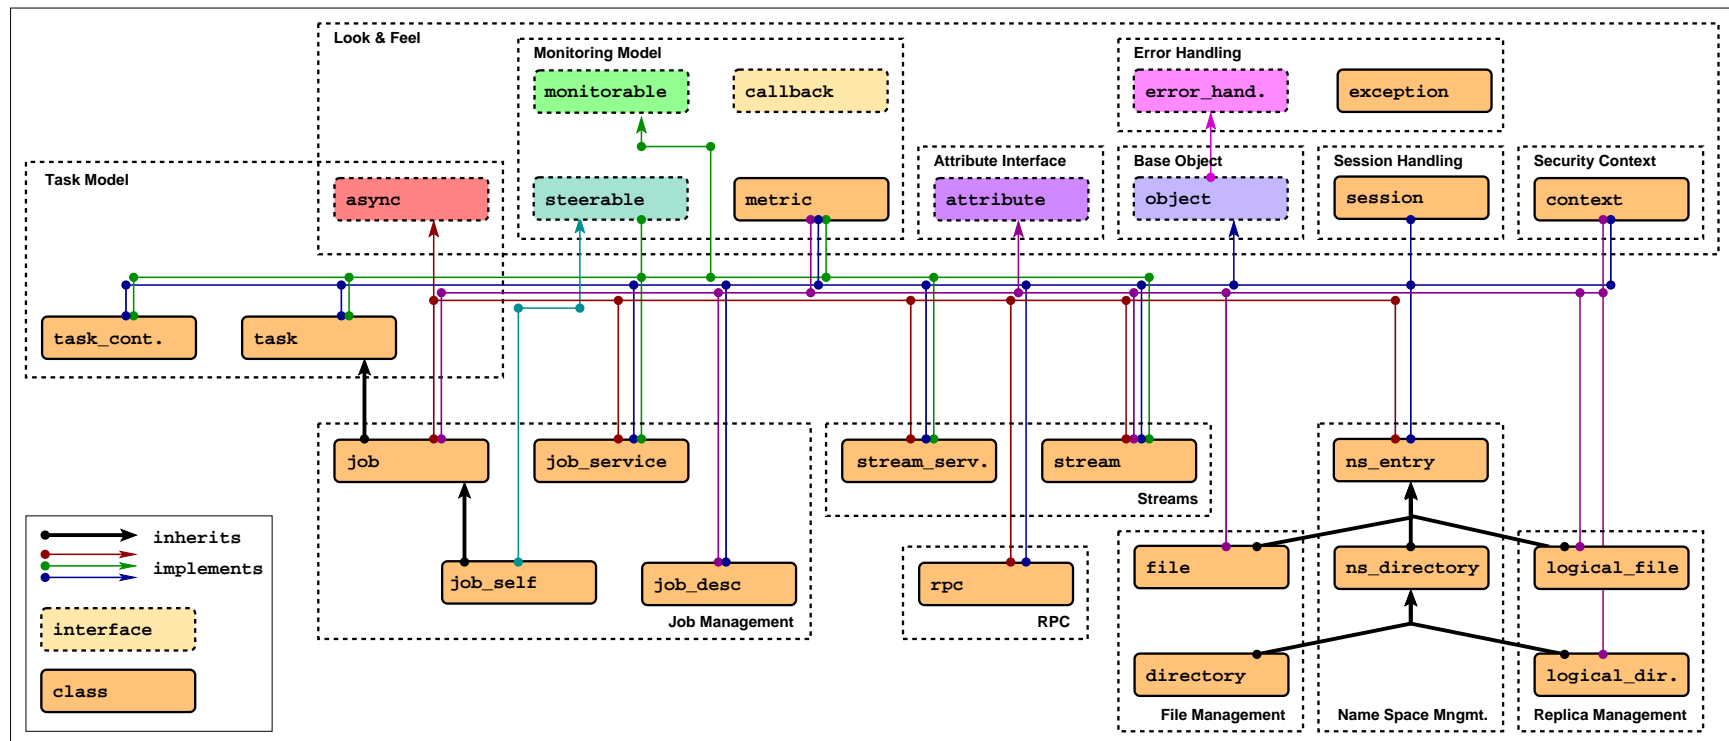 Look & Feel
Monitoring Model
Error Handling
monitorable
callback
error_hand.
exception
Task Model
Attribute Interface
Base Object
Session Handling
Security Context
async
steerable
metric
attribute
object
session
context
task_cont.
task
job
job_service
stream_serv.
stream
ns_entry
Streams
inherits
implements
job_self
job_desc
rpc
file
ns_directory
logical_file
Job Management
RPC
interface
class
directory
logical_dir.
File Management
Name Space Mngmt.
Replica Management